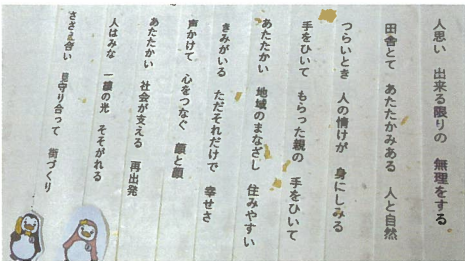 人思い 出来る限りの 無理をする
田舎とて あたたかみある 人と自然
つらいとき 人の情けが 身にしみる
手をひいて もらった親の 手をひいて
あたたかい 地域のまなざし 住みやすい
きみがいる ただそれだけで 幸せさ
声かけて 心をつなぐ 顔と顔
あたたかい 社会が支える 再出発
人はみな 一顔の光 そそがれる
ささえ合い 見守り合って 街づくり